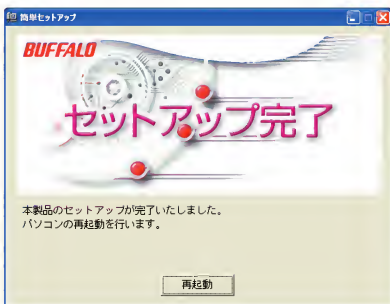 簡単セットアップ
BUFFALO
セットアップ完了
本製品のセットアップが完了いたしました。
パソコンの再起動を行います。
再起動